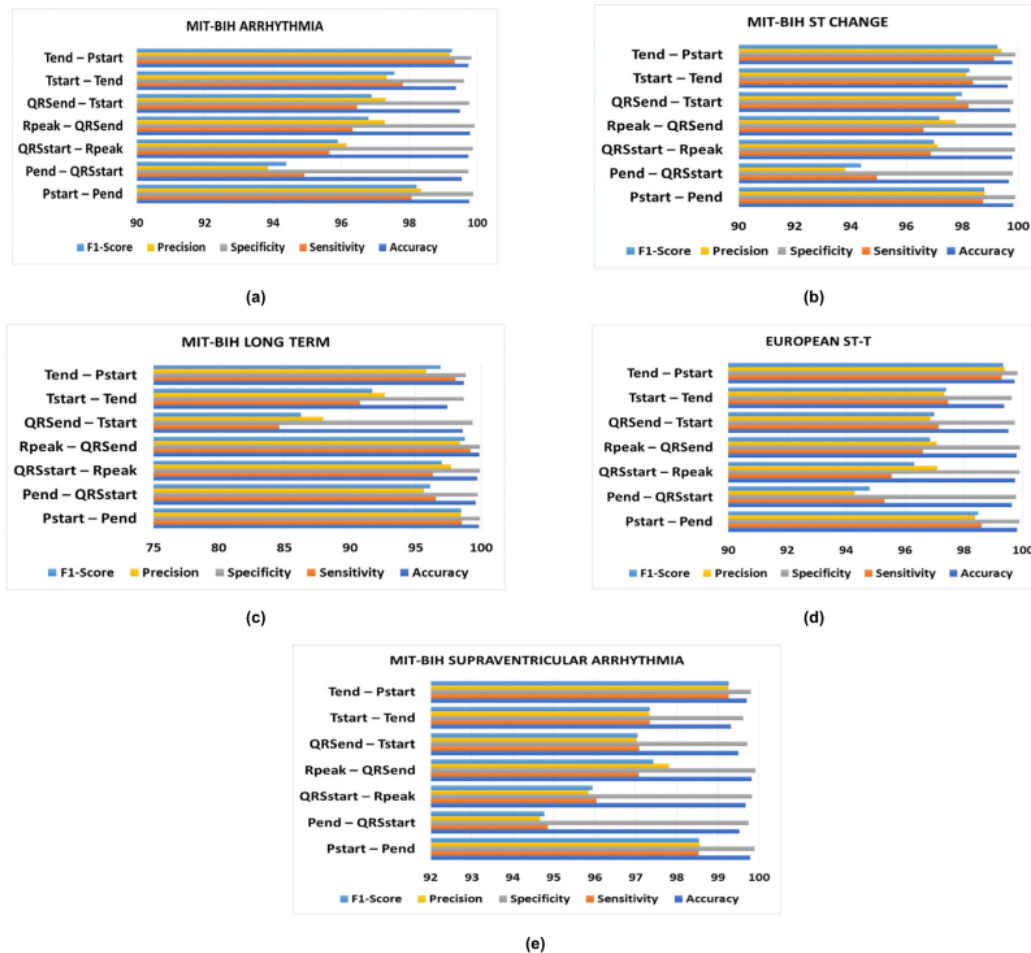 MIT-BIH ARRHYTHMIA
Tend – Pstart
Tstart – Tend
QRSend – Tstart
Rpeak – QRSend
QRSstart – Rpeak
Pend – QRSstart
Pstart – Pend
90 92 94 96 98 100
F1-Score Precision Specificity Sensitivity Accuracy
(a)
MIT-BIH ST CHANGE
Tend – Pstart
Tstart – Tend
QRSend – Tstart
Rpeak – QRSend
QRSstart – Rpeak
Pend – QRSstart
Pstart – Pend
90 92 94 96 98 100
F1-Score Precision Specificity Sensitivity Accuracy
(b)
MIT-BIH LONG TERM
Tend – Pstart
Tstart – Tend
QRSend – Tstart
Rpeak – QRSend
QRSstart – Rpeak
Pend – QRSstart
Pstart – Pend
75 80 85 90 95 100
F1-Score Precision Specificity Sensitivity Accuracy
(c)
EUROPEAN ST-T
Tend – Pstart
Tstart – Tend
QRSend – Tstart
Rpeak – QRSend
QRSstart – Rpeak
Pend – QRSstart
Pstart – Pend
90 92 94 96 98 100
F1-Score Precision Specificity Sensitivity Accuracy
(d)
MIT-BIH SUPRAVENTRICULAR ARRHYTHMIA
Tend – Pstart
Tstart – Tend
QRSend – Tstart
Rpeak – QRSend
QRSstart – Rpeak
Pend – QRSstart
Pstart – Pend
92 93 94 95 96 97 98 99 100
F1-Score Precision Specificity Sensitivity Accuracy
(e)